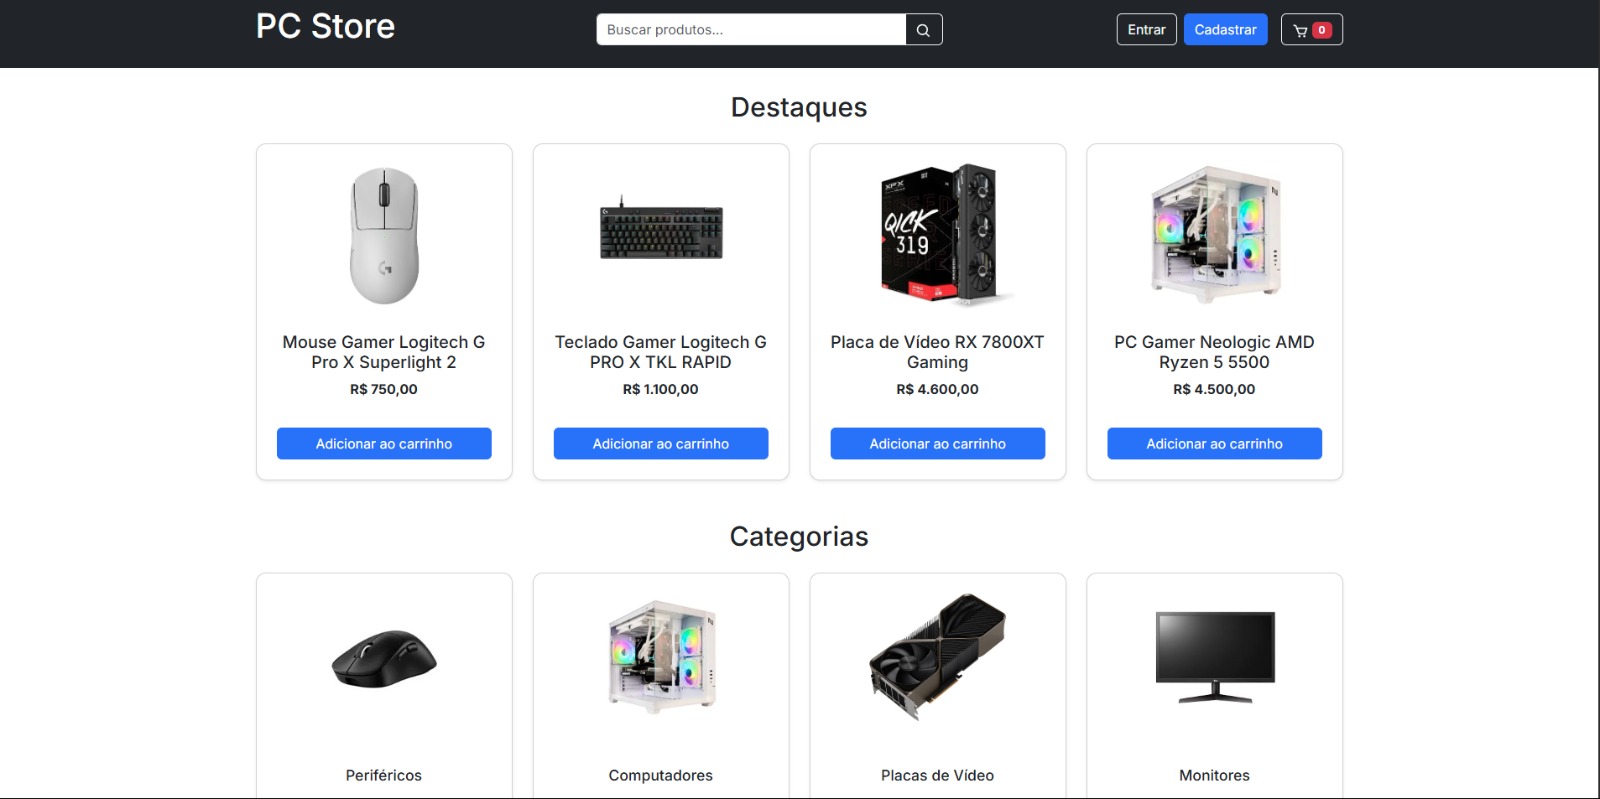 PC Store
Buscar produtos...
Entrar
Cadastrar
0
Destaques
XFX
QICK
319
Mouse Gamer Logitech G
Pro X Superlight 2
R$ 750,00
Adicionar ao carrinho
Teclado Gamer Logitech G
PRO X TKL RAPID
R$ 1.100,00
Adicionar ao carrinho
Placa de Vídeo RX 7800XT
Gaming
R$ 4.600,00
Adicionar ao carrinho
PC Gamer Neologic AMD
Ryzen 5 5500
R$ 4.500,00
Adicionar ao carrinho
Categorias
Periféricos
Computadores
Placas de Vídeo
Monitores